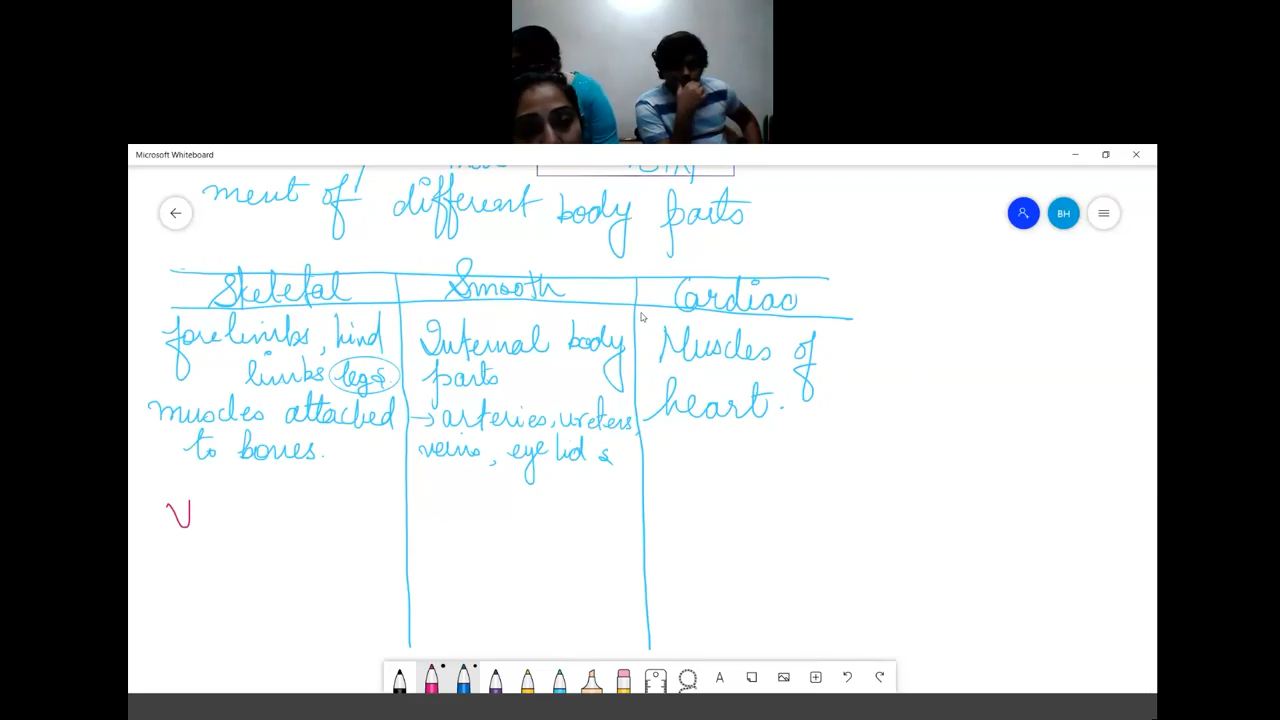 Microsoft Whiteboard
ment of different body parts
BH
Skeletal Smooth Cardiac
forelimbs, hind
limbs legs.
muscles attached
to bones.
Internal body
parts
→ arteries, ureters,
veins, eye lid &
Muscles of
heart.
V
A